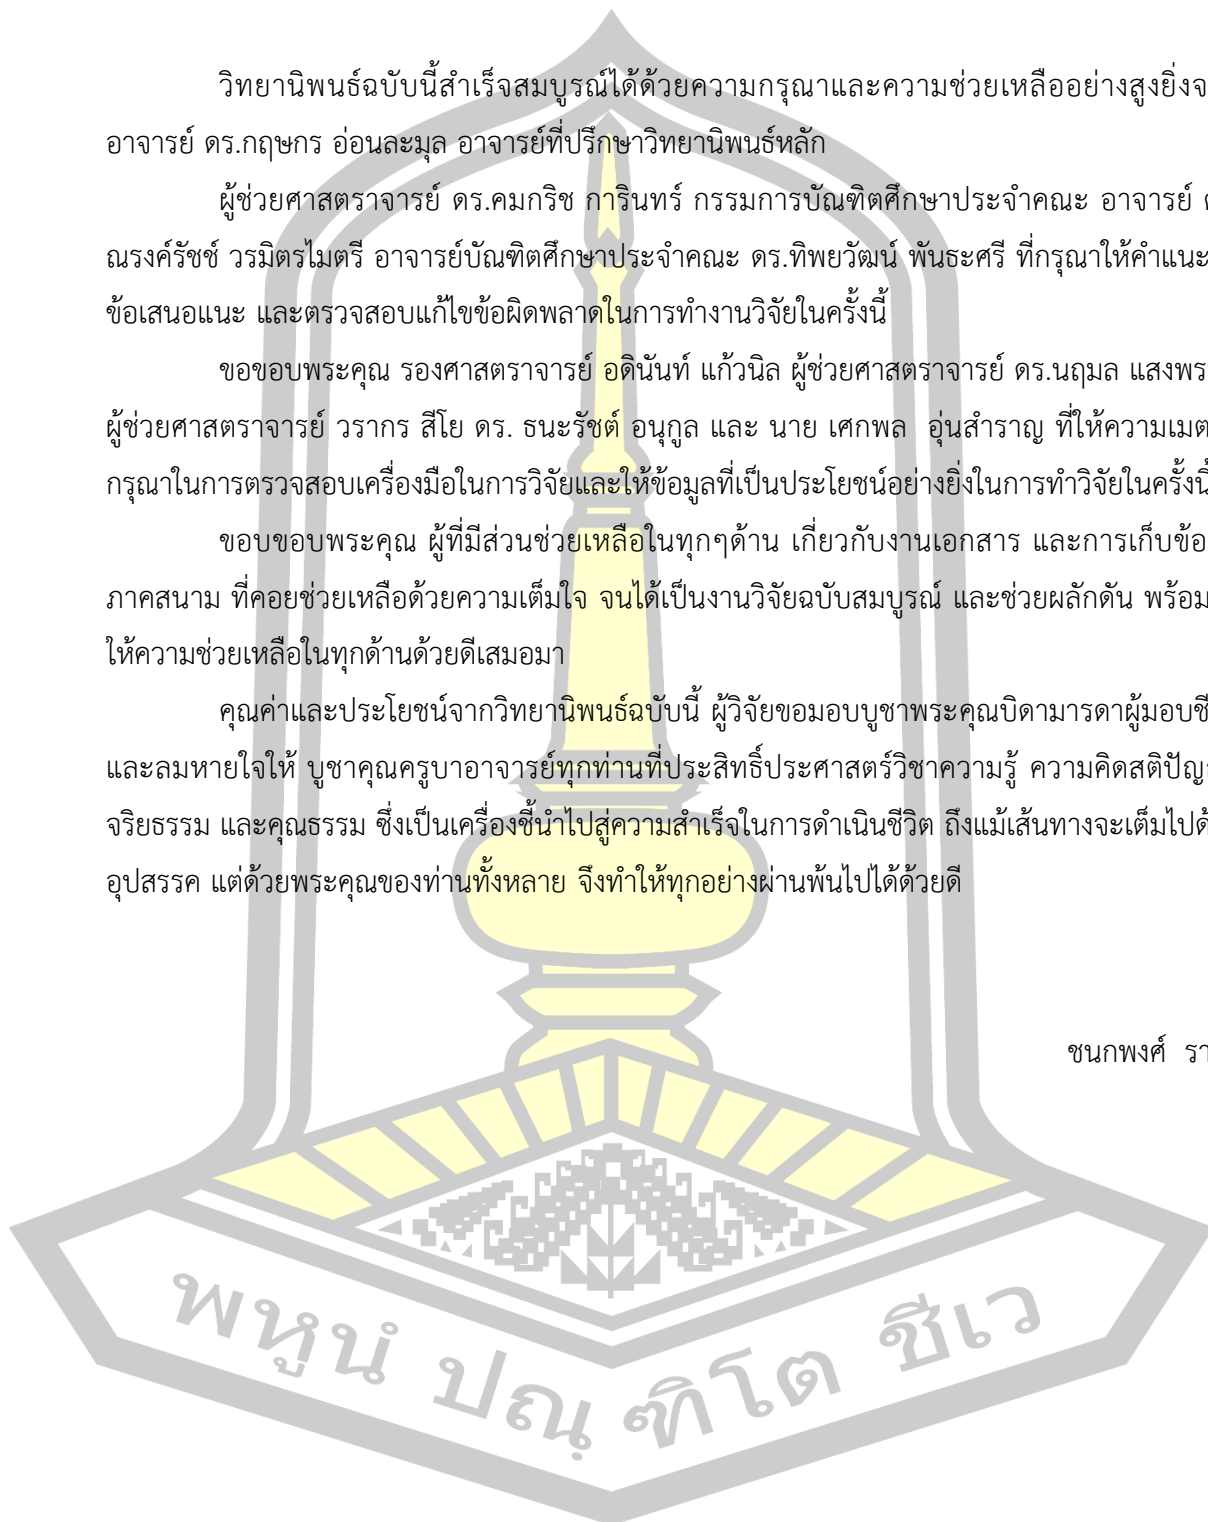 วิทยานิพนธ์ฉบับนี้สำเร็จสมบูรณ์ได้ด้วยความกรุณาและความช่วยเหลืออย่างสูงยิ่ง
อาจารย์ ดร.กฤษกร อ่อนละมุล อาจารย์ที่ปรึกษาวิทยานิพนธ์หลัก
ผู้ช่วยศาสตราจารย์ ดร.คมกริช การินทร์ กรรมการบัณฑิตศึกษาประจำคณะ อาจารย์
ณรงค์รัชช์ วรมิตรไมตรี อาจารย์บัณฑิตศึกษาประจำคณะ ดร.ทิพยวัฒน์ พันธะศรี ที่กรุณาให้คำแนะ
ข้อเสนอแนะ และตรวจสอบแก้ไขข้อผิดพลาดในการทำงานวิจัยในครั้งนี้
ขอขอบพระคุณ รองศาสตราจารย์ อดินันท์ แก้วนิล ผู้ช่วยศาสตราจารย์ ดร.นฤมล แสงพร
ผู้ช่วยศาสตราจารย์ วรากร สีโย ดร. ธนะรัชต์ อนุกูล และ นาย เศกพล อุ่นสำราญ ที่ให้ความเมต
กรุณาในการตรวจสอบเครื่องมือในการวิจัยและให้ข้อมูลที่เป็นประโยชน์อย่างยิ่งในการทำวิจัยในครั้งนี้
ขอบขอบพระคุณ ผู้ที่มีส่วนช่วยเหลือในทุกๆด้าน เกี่ยวกับงานเอกสาร และการเก็บข้อ
ภาคสนาม ที่คอยช่วยเหลือด้วยความเต็มใจ จนได้เป็นงานวิจัยฉบับสมบูรณ์ และช่วยผลักดัน พร้อม
ให้ความช่วยเหลือในทุกด้านด้วยดีเสมอมา
คุณค่าและประโยชน์จากวิทยานิพนธ์ฉบับนี้ ผู้วิจัยขอมอบบูชาพระคุณบิดามารดาผู้มอบชี
และลมหายใจให้ บูชาคุณครูบาอาจารย์ทุกท่านที่ประสิทธิ์ประศาสตร์วิชาความรู้ ความคิดสติปัญ
จริยธรรม และคุณธรรม ซึ่งเป็นเครื่องชี้นำไปสู่ความสำเร็จในการดำเนินชีวิต ถึงแม้เส้นทางจะเต็มไปด้
อุปสรรค แต่ด้วยพระคุณของท่านทั้งหลาย จึงทำให้ทุกอย่างผ่านพ้นไปได้ด้วยดี
ชนกพงศ์ รา
พหูนํ ปณฺฑิโต ชีเว